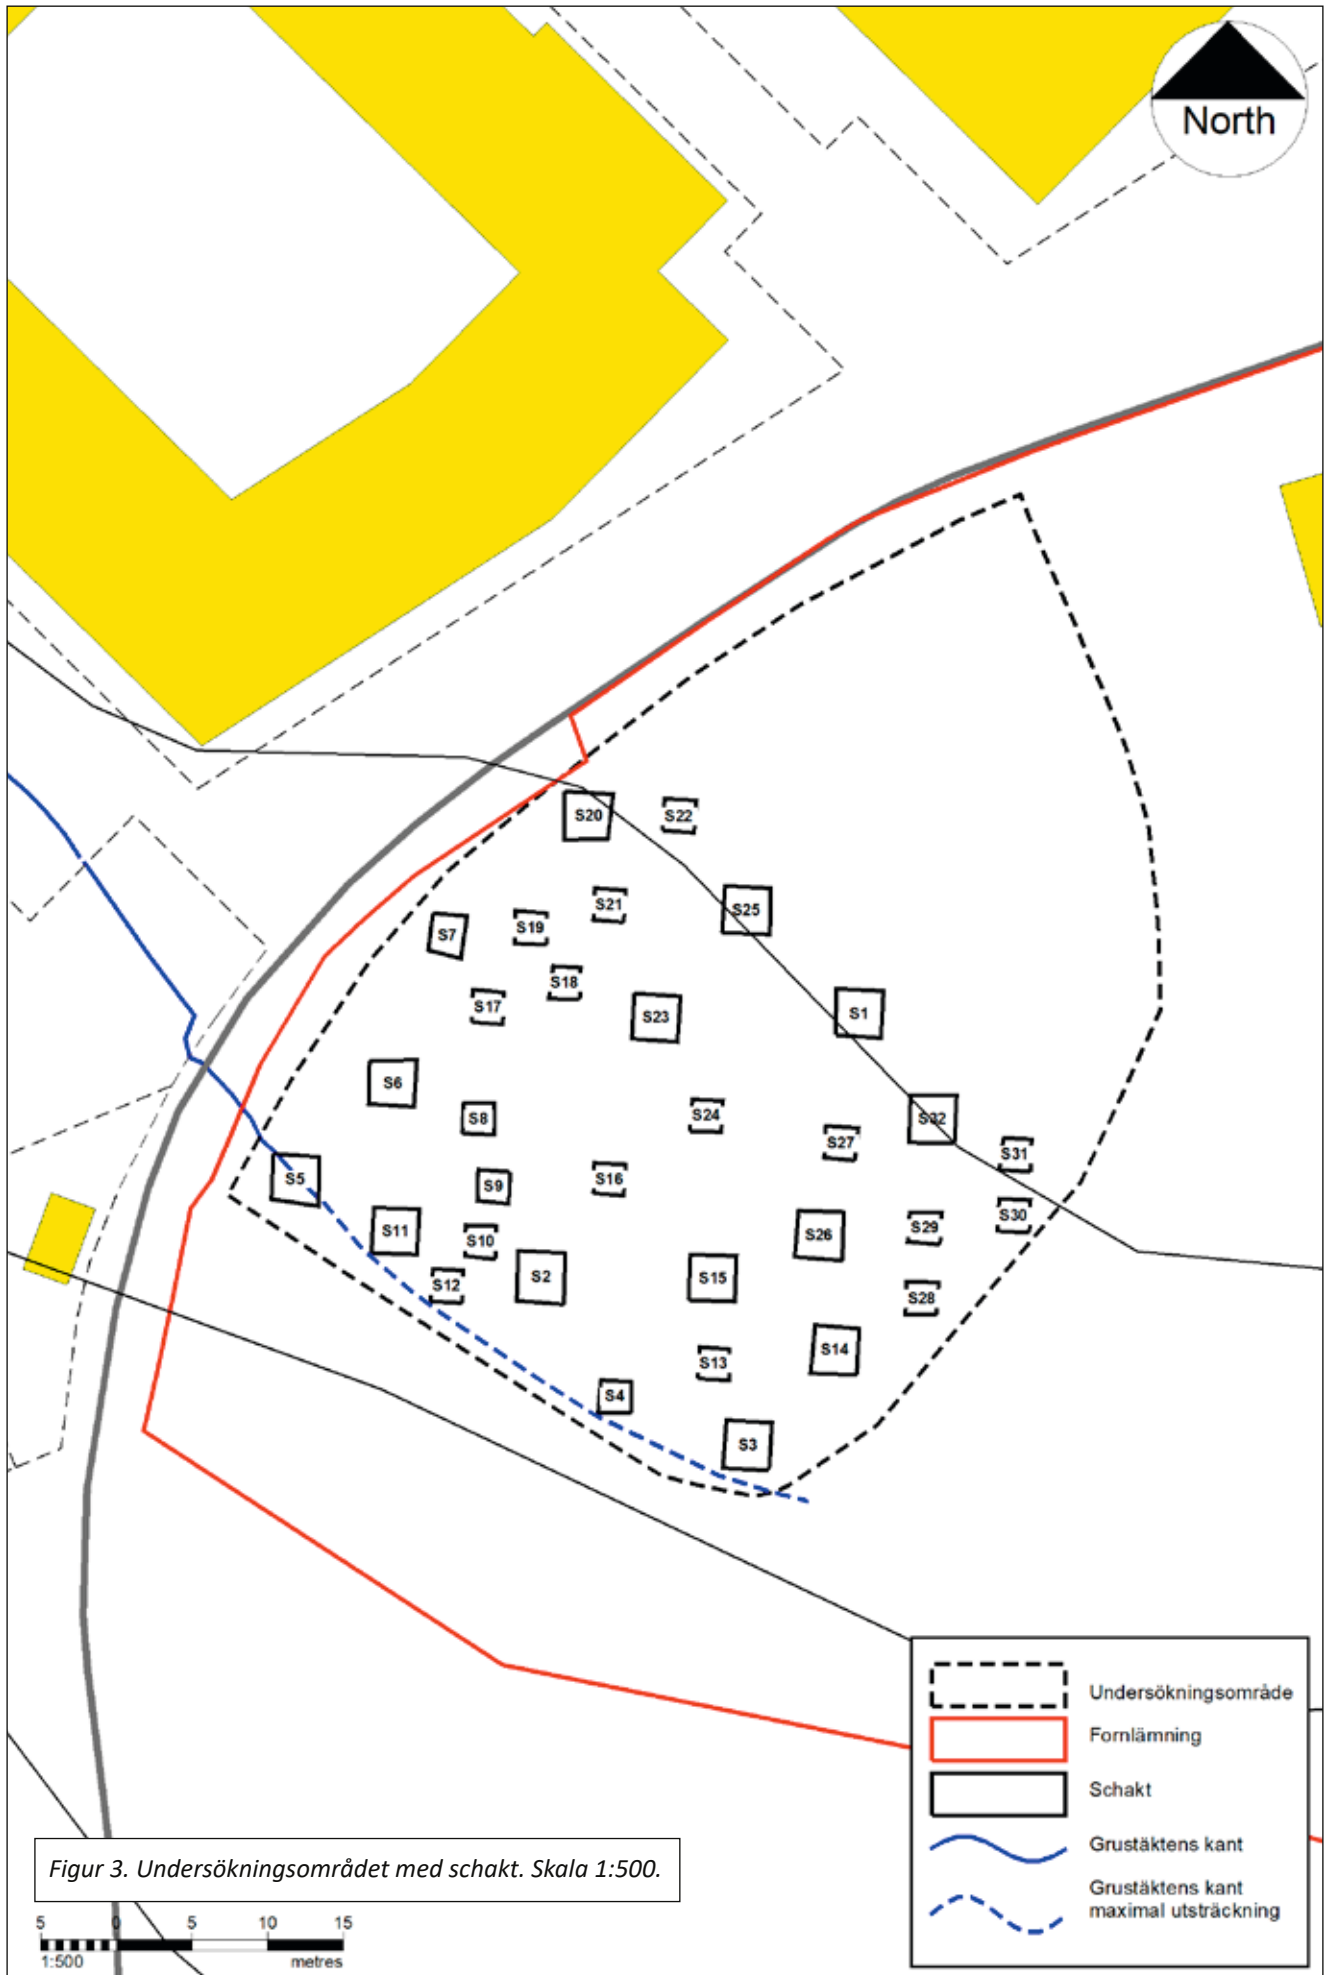 North
S20
S22
S21
S25
S19
S7
S18
S17
S23
S1
S6
S8
S24
S32
S27
S31
S5
S9
S16
S30
S11
S10
S29
S26
S12
S2
S15
S28
S14
S13
S4
S3
Undersökningsområde
Fornlämning
Schakt
Grustäktens kant
Grustäktens kant
maximal utsträckning
Figur 3. Undersökningsområdet med schakt. Skala 1:500.
5 0 5 10 15
1:500 metres